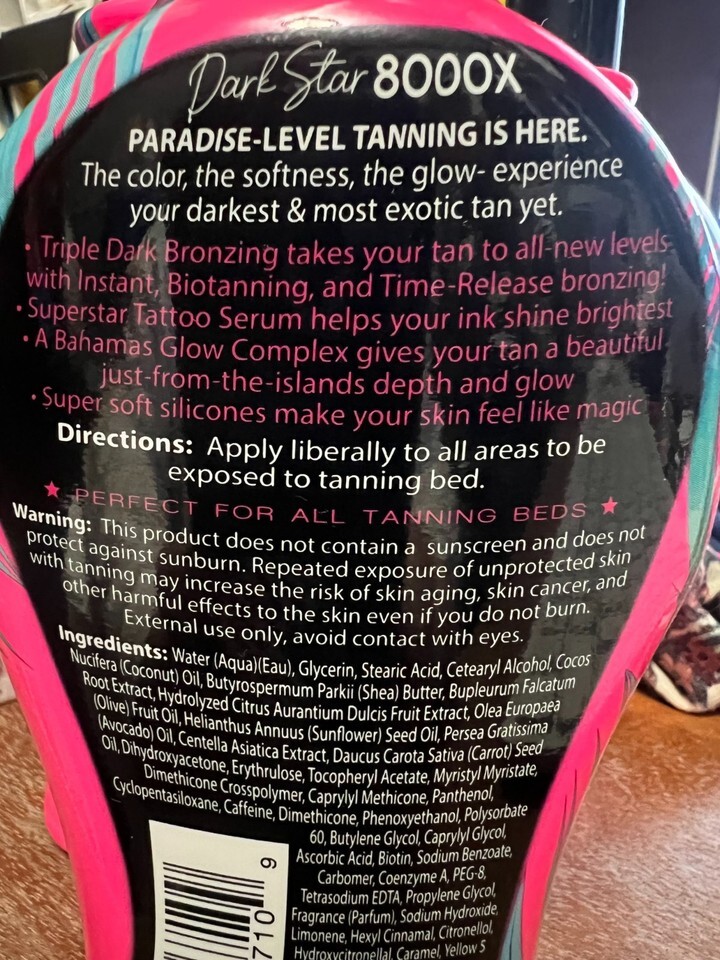 Dark Star 8000X
PARADISE-LEVEL TANNING IS HERE.
The color, the softness, the glow- experience
your darkest & most exotic tan yet.
• Triple Dark Bronzing takes your tan to all-new levels
with Instant, Biotanning, and Time-Release bronzing!
• Superstar Tattoo Serum helps your ink shine brightest
• A Bahamas Glow Complex gives your tan a beautiful
just-from-the-islands depth and glow
• Super soft silicones make your skin feel like magic
Directions: Apply liberally to all areas to be
exposed to tanning bed.
★ PERFECT FOR ALL TANNING BEDS ★
Warning: This product does not contain a sunscreen and does not
protect against sunburn. Repeated exposure of unprotected skin
with tanning may increase the risk of skin aging, skin cancer, and
other harmful effects to the skin even if you do not burn.
External use only, avoid contact with eyes.
Ingredients: Water (Aqua)(Eau), Glycerin, Stearic Acid, Cetearyl Alcohol, Cocos
Nucifera (Coconut) Oil, Butyrospermum Parkii (Shea) Butter, Bupleurum Falcatum
Root Extract, Hydrolyzed Citrus Aurantium Dulcis Fruit Extract, Olea Europaea
(Olive) Fruit Oil, Helianthus Annuus (Sunflower) Seed Oil, Persea Gratissima
(Avocado) Oil, Centella Asiatica Extract, Daucus Carota Sativa (Carrot) Seed
Oil, Dihydroxyacetone, Erythrulose, Tocopheryl Acetate, Myristyl Myristate,
Dimethicone Crosspolymer, Caprylyl Methicone, Panthenol,
Cyclopentasiloxane, Caffeine, Dimethicone, Phenoxyethanol, Polysorbate
60, Butylene Glycol, Caprylyl Glycol,
Ascorbic Acid, Biotin, Sodium Benzoate,
Carbomer, Coenzyme A, PEG-8,
Tetrasodium EDTA, Propylene Glycol,
Fragrance (Parfum), Sodium Hydroxide,
Limonene, Hexyl Cinnamal, Citronellol,
Hydroxycitronellal, Caramel, Yellow 5
9
710